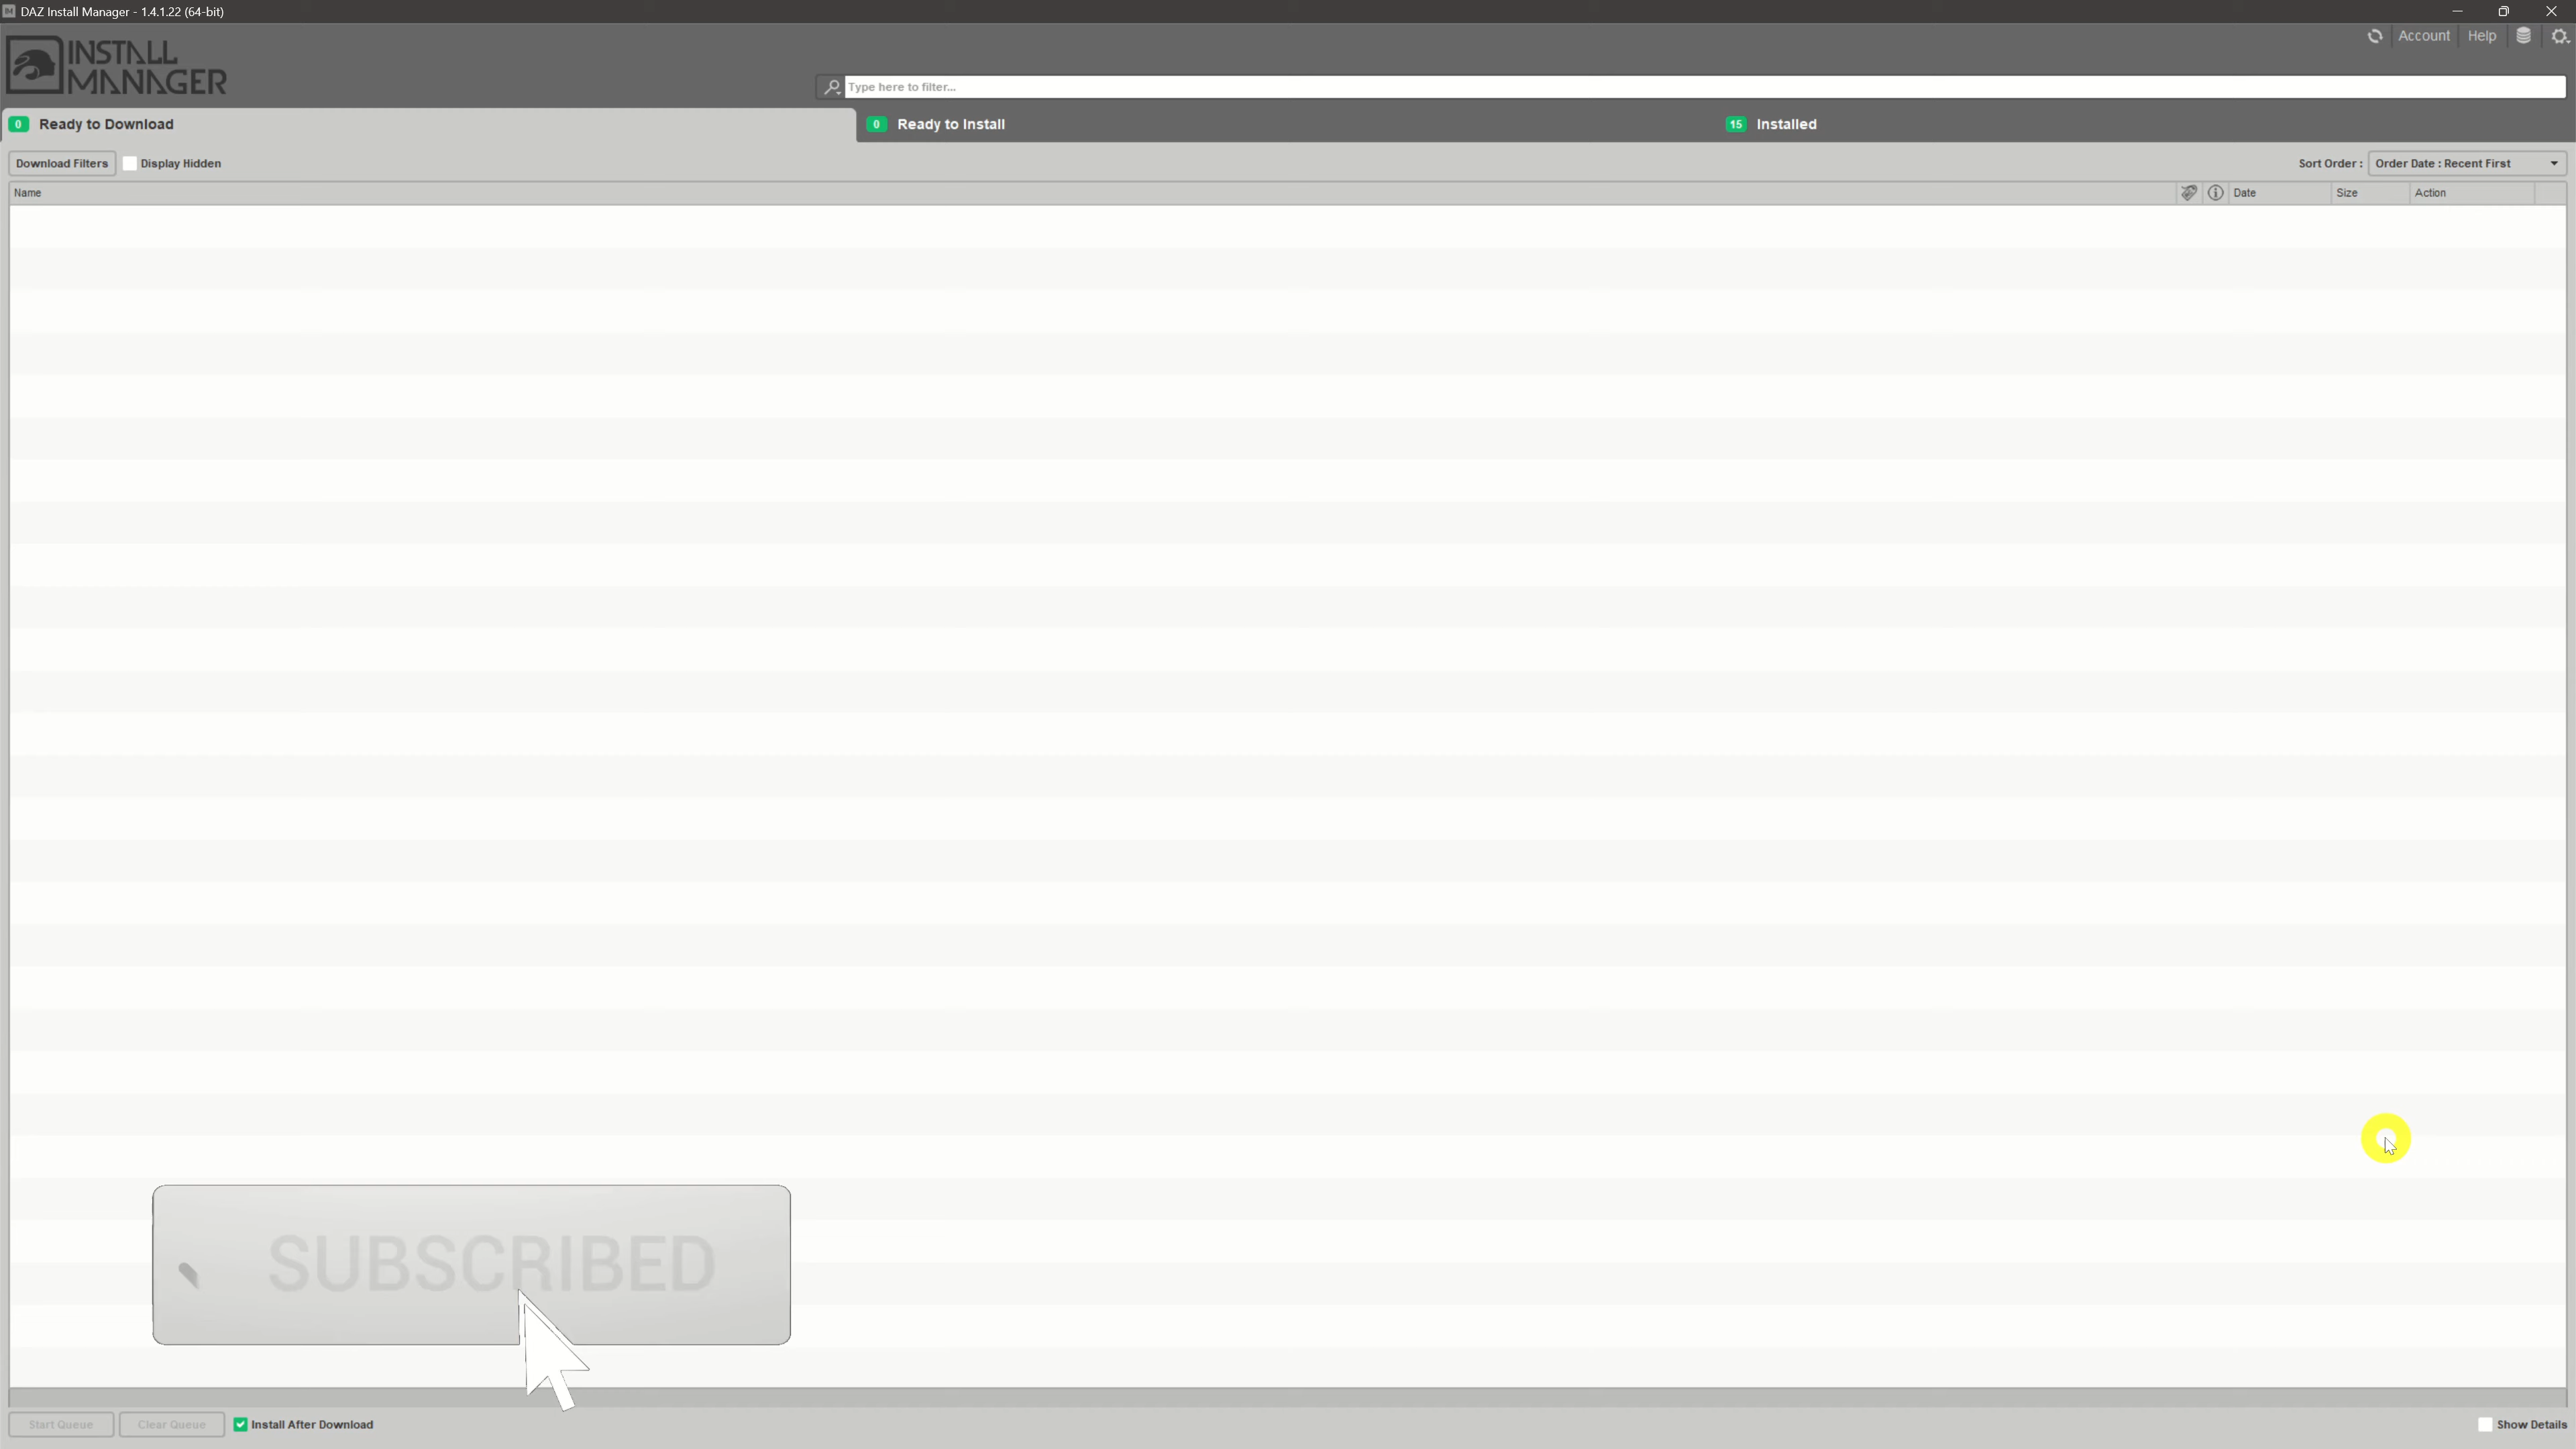 IM DAZ Install Manager - 1.4.1.22 (64-bit)
INSTALL
MANAGER
Account Help
Type here to filter...
0 Ready to Download
0 Ready to Install
15 Installed
Download Filters
Display Hidden
Sort Order : Order Date : Recent First
Name Date Size Action
SUBSCRIBED
Start Queue Clear Queue Install After Download Show Details